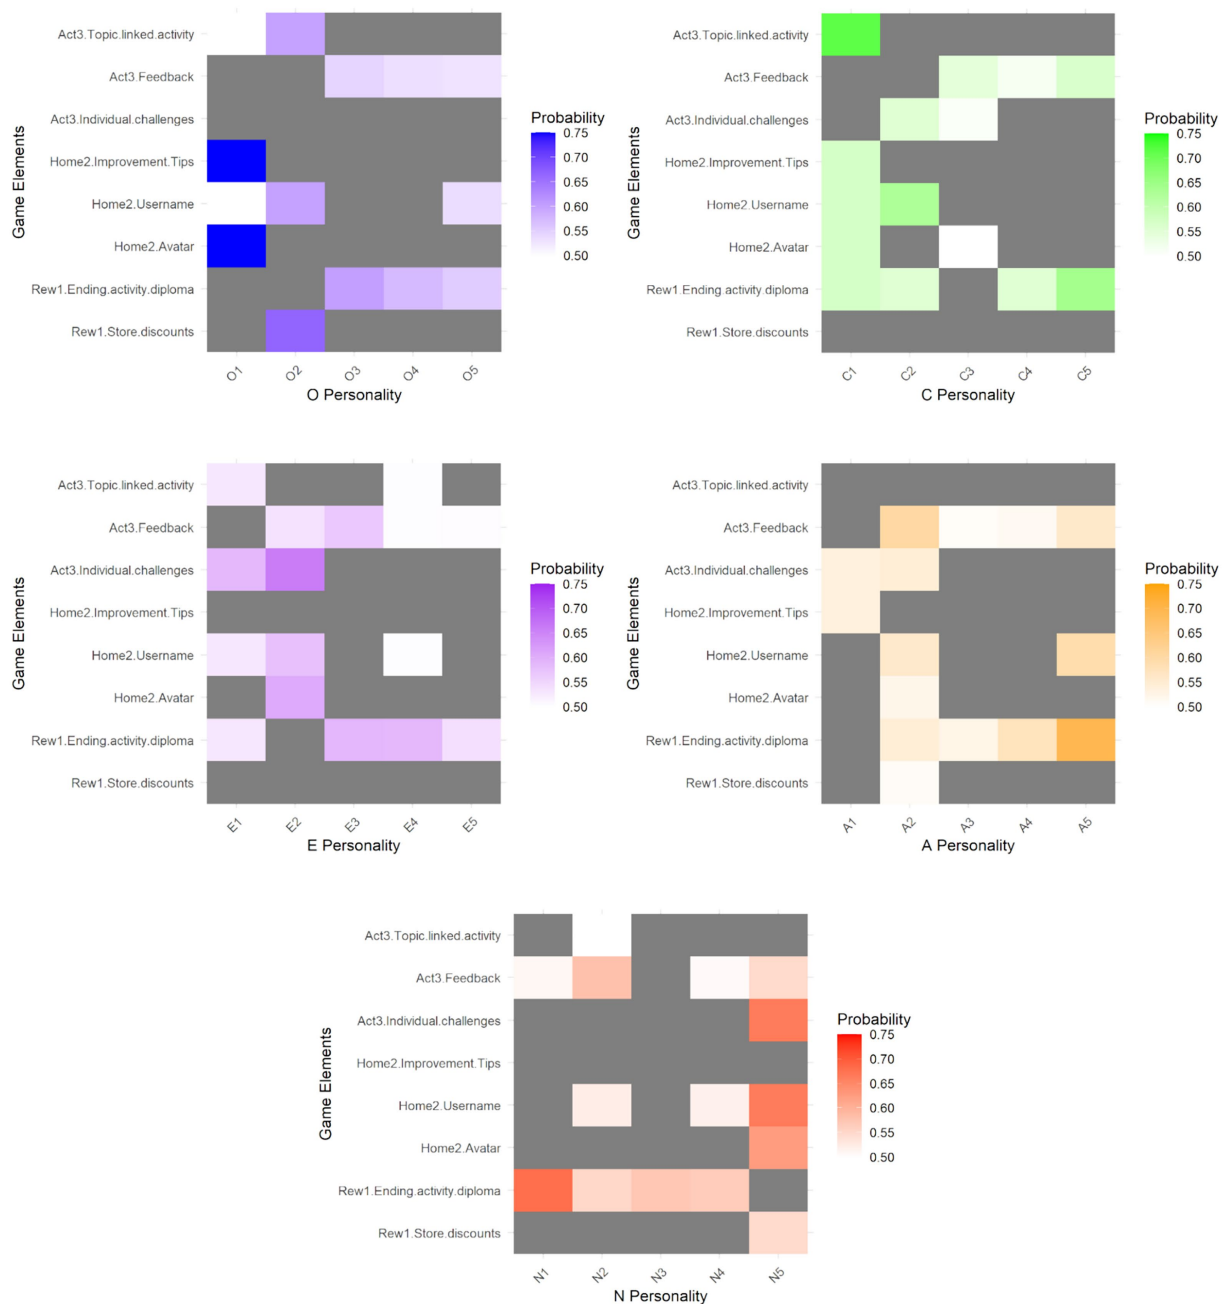 Game Elements
Act3.Topic.linked.activity
Act3.Feedback
Act3.Individual.challenges
Home2.Improvement.Tips
Home2.Username
Home2.Avatar
Rew1.Ending.activity.diploma
Rew1.Store.discounts
O1 O2 O3 O4 O5
O Personality
Probability
0.75
0.70
0.65
0.60
0.55
0.50
Game Elements
Act3.Topic.linked.activity
Act3.Feedback
Act3.Individual.challenges
Home2.Improvement.Tips
Home2.Username
Home2.Avatar
Rew1.Ending.activity.diploma
Rew1.Store.discounts
C1 C2 C3 C4 C5
C Personality
Probability
0.75
0.70
0.65
0.60
0.55
0.50
Game Elements
Act3.Topic.linked.activity
Act3.Feedback
Act3.Individual.challenges
Home2.Improvement.Tips
Home2.Username
Home2.Avatar
Rew1.Ending.activity.diploma
Rew1.Store.discounts
E1 E2 E3 E4 E5
E Personality
Probability
0.75
0.70
0.65
0.60
0.55
0.50
Game Elements
Act3.Topic.linked.activity
Act3.Feedback
Act3.Individual.challenges
Home2.Improvement.Tips
Home2.Username
Home2.Avatar
Rew1.Ending.activity.diploma
Rew1.Store.discounts
A1 A2 A3 A4 A5
A Personality
Probability
0.75
0.70
0.65
0.60
0.55
0.50
Game Elements
Act3.Topic.linked.activity
Act3.Feedback
Act3.Individual.challenges
Home2.Improvement.Tips
Home2.Username
Home2.Avatar
Rew1.Ending.activity.diploma
Rew1.Store.discounts
N1 N2 N3 N4 N5
N Personality
Probability
0.75
0.70
0.65
0.60
0.55
0.50